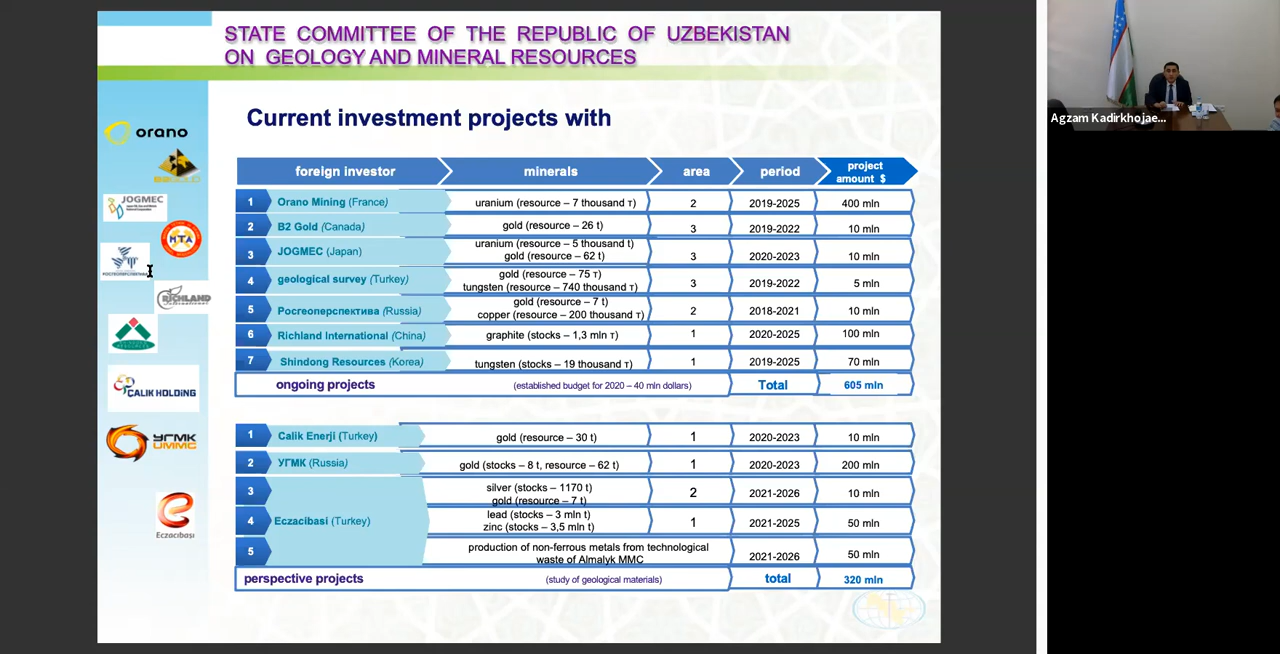 STATE COMMITTEE OF THE REPUBLIC OF UZBEKISTAN
ON GEOLOGY AND MINERAL RESOURCES
Agzam Kadirkhojae...
Current investment projects with
orano
JOGMEC
HTA
RICHLAND
CALIK HOLDING
УГМК
UMMC
Eczacıbaşı
foreign investor minerals area period project amount $
1 Orano Mining (France) uranium (resource – 7 thousand т) 2 2019-2025 400 mln
2 B2 Gold (Canada) gold (resource – 26 t) 3 2019-2022 10 mln
3 JOGMEC (Japan) uranium (resource – 5 thousand t)
gold (resource – 62 t) 3 2020-2023 10 mln
4 geological survey (Turkey) gold (resource – 75 т)
tungsten (resource – 740 thousand т) 3 2019-2022 5 mln
5 Росгеоперспектива (Russia) gold (resource – 7 t)
copper (resource – 200 thousand т) 2 2018-2021 10 mln
6 Richland International (China) graphite (stocks – 1,3 mln т) 1 2020-2025 100 mln
7 Shindong Resources (Korea) tungsten (stocks – 19 thousand т) 1 2019-2025 70 mln
ongoing projects (established budget for 2020 – 40 mln dollars) Total 605 mln
1 Calik Enerji (Turkey) gold (resource – 30 t) 1 2020-2023 10 mln
2 УГМК (Russia) gold (stocks – 8 t, resource – 62 t) 1 2020-2023 200 mln
3 silver (stocks – 1170 t)
gold (resource – 7 t) 2 2021-2026 10 mln
4 Eczacibasi (Turkey) lead (stocks – 3 mln t)
zinc (stocks – 3,5 mln t) 1 2021-2025 50 mln
5 production of non-ferrous metals from technological
waste of Almalyk MMC 2021-2026 50 mln
perspective projects (study of geological materials) total 320 mln